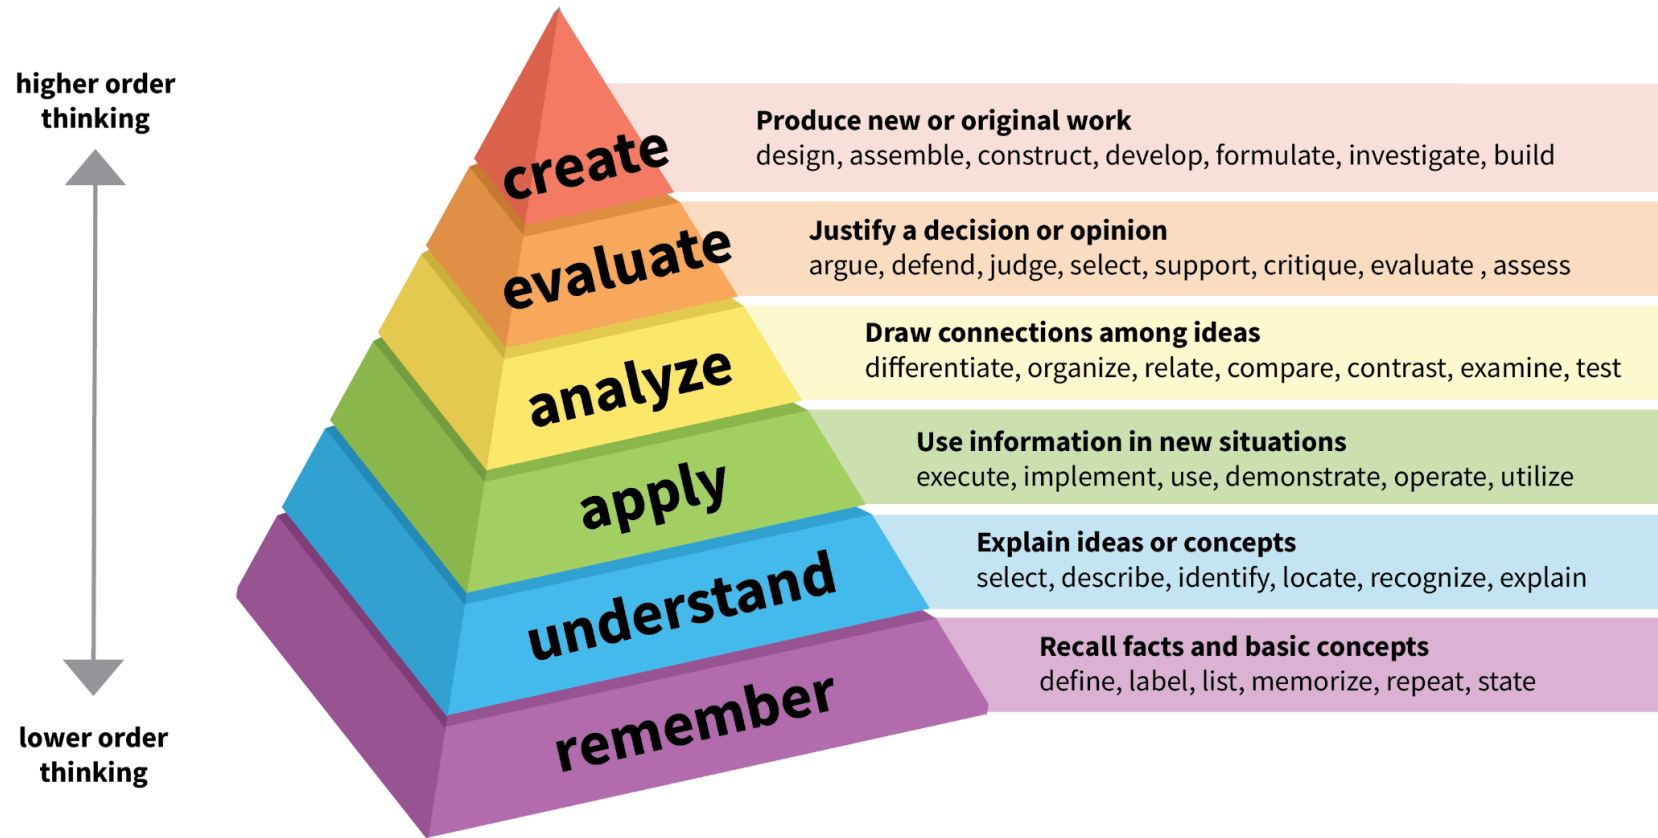 higher order
thinking
create
Produce new or original work
design, assemble, construct, develop, formulate, investigate, build
evaluate
Justify a decision or opinion
argue, defend, judge, select, support, critique, evaluate , assess
analyze
Draw connections among ideas
differentiate, organize, relate, compare, contrast, examine, test
apply
Use information in new situations
execute, implement, use, demonstrate, operate, utilize
understand
Explain ideas or concepts
select, describe, identify, locate, recognize, explain
remember
Recall facts and basic concepts
define, label, list, memorize, repeat, state
lower order
thinking